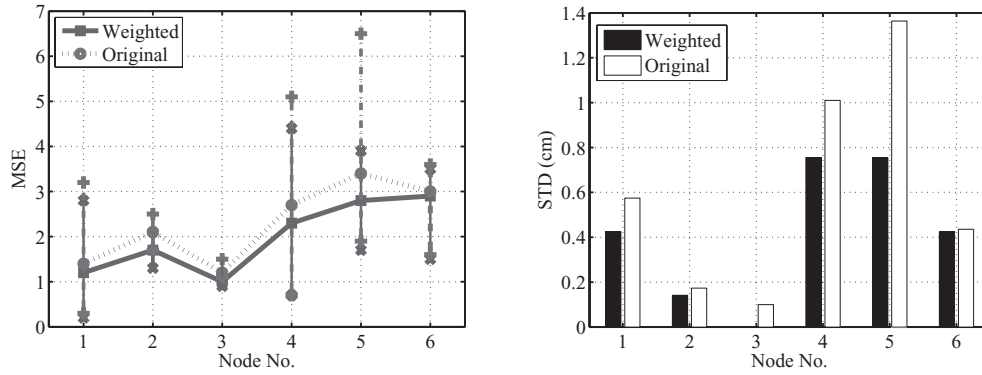 7
6
5
4
3
2
1
0
MSE
Weighted
Original
1 2 3 4 5 6
Node No.
1.4
1.2
1
0.8
0.6
0.4
0.2
0
STD (cm)
Weighted
Original
1 2 3 4 5 6
Node No.